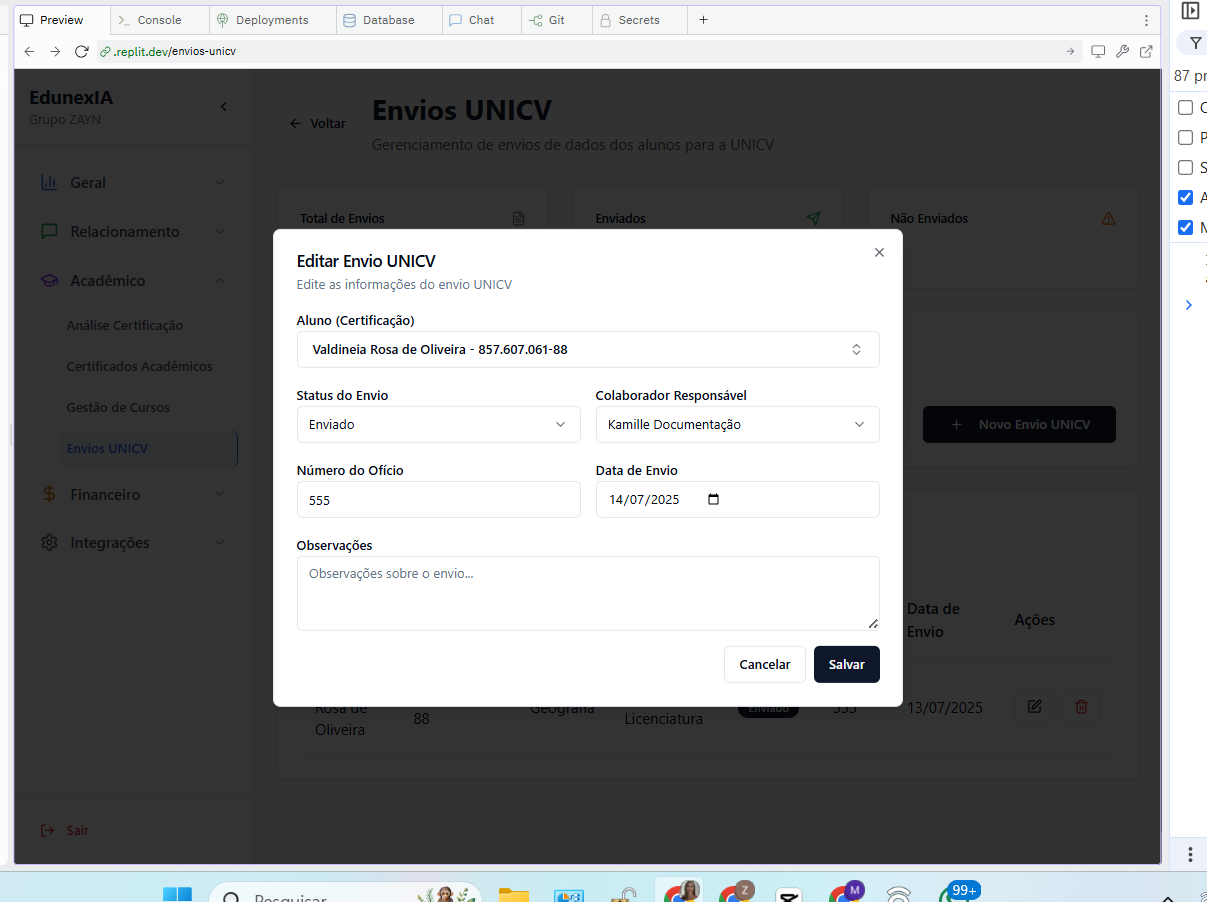 Preview
Console
Deployments
Database
Chat
Git
Secrets
.replit.dev/envios-unicv
87 pr
EdunexIA
Grupo ZAYN
Voltar
Envios UNICV
Gerenciamento de envios de dados dos alunos para a UNICV
Geral
Relacionamento
Acadêmico
Análise Certificação
Certificados Acadêmicos
Gestão de Cursos
Envios UNICV
Financeiro
Integrações
Sair
Total de Envios
Enviados
Não Enviados
Novo Envio UNICV
Editar Envio UNICV
Edite as informações do envio UNICV
Aluno (Certificação)
Valdineia Rosa de Oliveira - 857.607.061-88
Status do Envio
Colaborador Responsável
Enviado
Kamille Documentação
Número do Ofício
Data de Envio
555
14/07/2025
Observações
Observações sobre o envio...
Cancelar
Salvar
Data de
Envio
Ações
Rosa de
Oliveira
88
Geografia
Licenciatura
Enviado
555
13/07/2025
Pesquisar
Z
M
99+